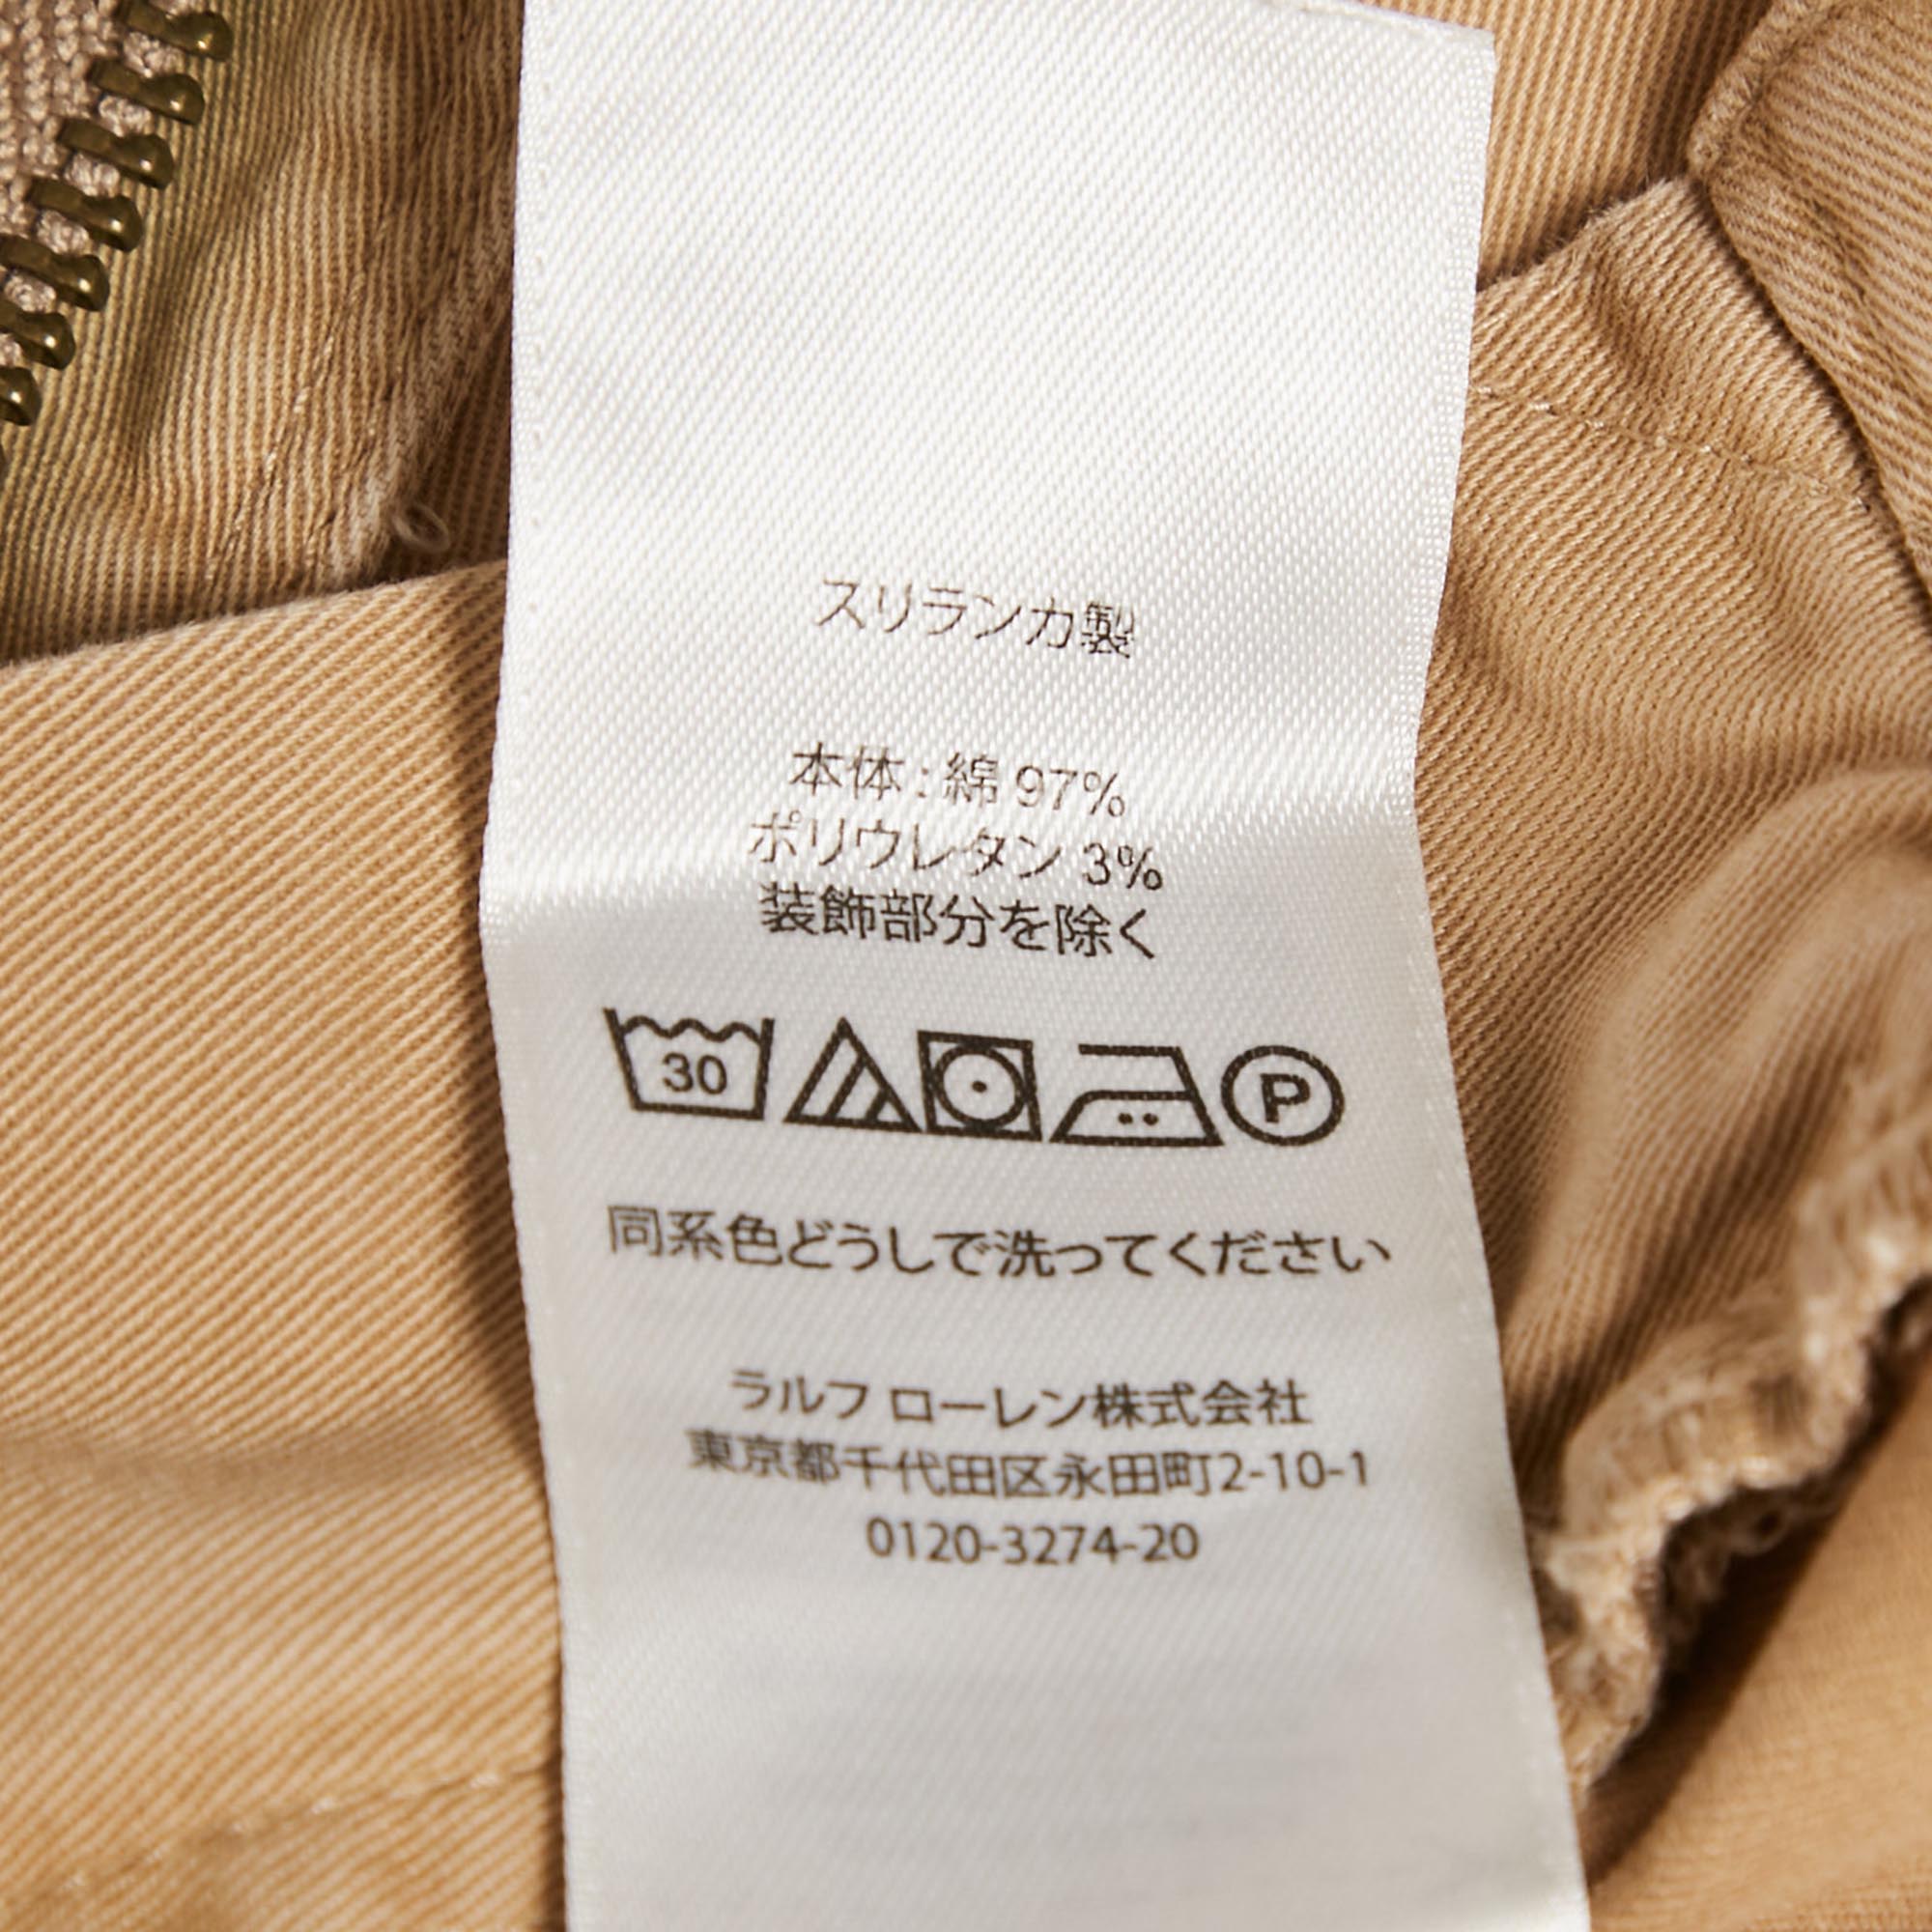 スリランカ製
本体 : 綿 97%
ポリウレタン 3%
装飾部分を除く
30 P
同系色どうしで洗ってください
ラルフ ローレン株式会社
東京都千代田区永田町2-10-1
0120-3274-20